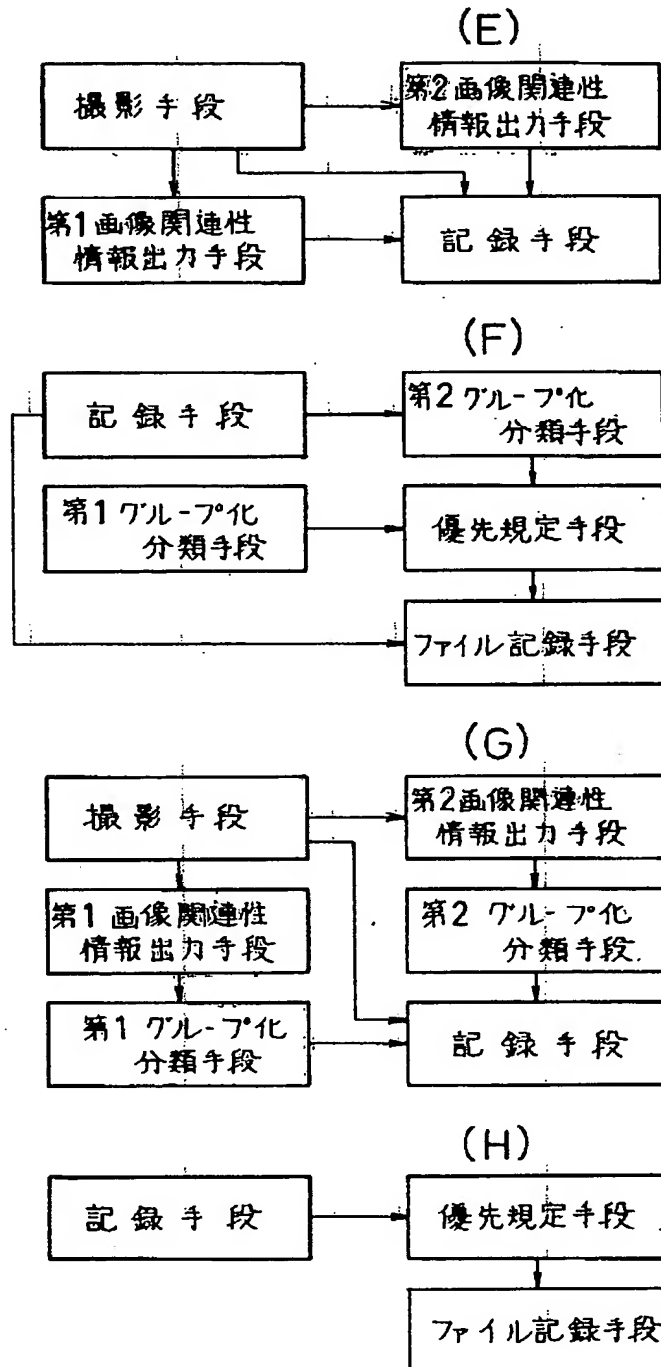 (E)
撮影手段
第2画像関連性
情報出力手段
第1画像関連性
情報出力手段
記録手段
(F)
記録手段
第2グループ化
分類手段
第1グループ化
分類手段
優先規定手段
ファイル記録手段
(G)
撮影手段
第2画像関連性
情報出力手段
第1画像関連性
情報出力手段
第2グループ化
分類手段
第1グループ化
分類手段
記録手段
(H)
記録手段
優先規定手段
ファイル記録手段